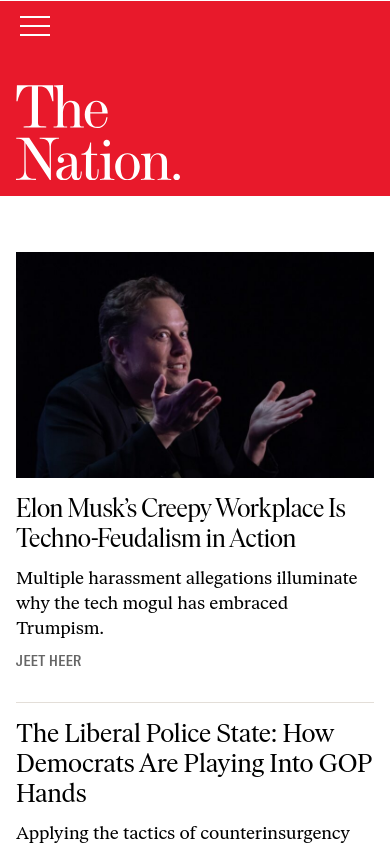 The
Nation.
Elon Musk’s Creepy Workplace Is
Techno-Feudalism in Action
Multiple harassment allegations illuminate
why the tech mogul has embraced
Trumpism.
JEET HEER
The Liberal Police State: How
Democrats Are Playing Into GOP
Hands
Applying the tactics of counterinsurgency